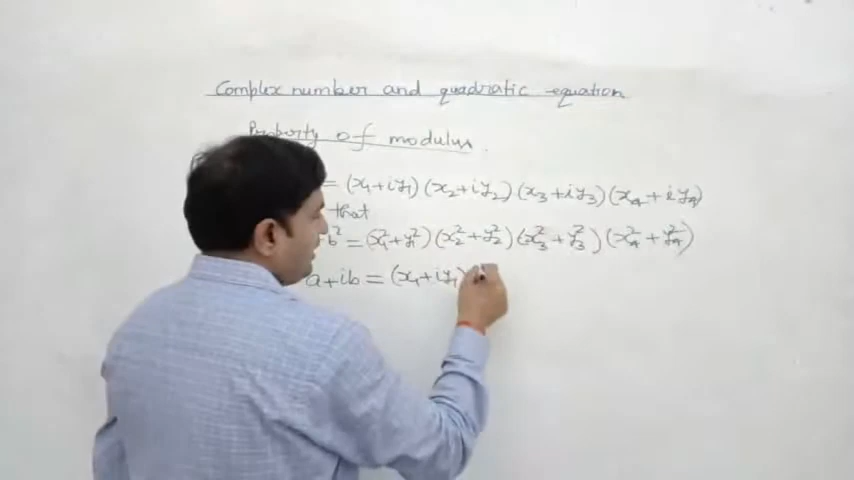 Complex number and quadratic equation
Property of modulus.
= (x₁+iy₁) (x₂+iy₂) (x₃+iy₃) (x₄+iy₄)
that
+b² = (x₁²+y₁²) (x₂²+y₂²) (x₃²+y₃²) (x₄²+y₄²)
a+ib = (x₁+iy₁)